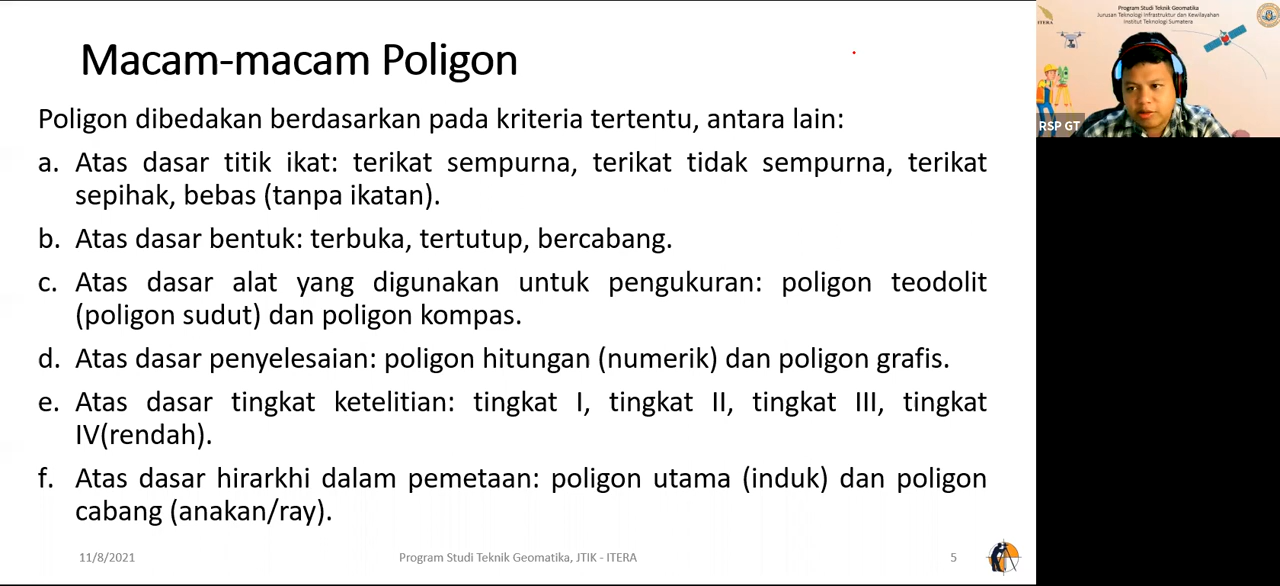 Macam-macam Poligon
Poligon dibedakan berdasarkan pada kriteria tertentu, antara lain:
a. Atas dasar titik ikat: terikat sempurna, terikat tidak sempurna, terikat
sepihak, bebas (tanpa ikatan).
b. Atas dasar bentuk: terbuka, tertutup, bercabang.
c. Atas dasar alat yang digunakan untuk pengukuran: poligon teodolit
(poligon sudut) dan poligon kompas.
d. Atas dasar penyelesaian: poligon hitungan (numerik) dan poligon grafis.
e. Atas dasar tingkat ketelitian: tingkat I, tingkat II, tingkat III, tingkat
IV(rendah).
f. Atas dasar hirarkhi dalam pemetaan: poligon utama (induk) dan poligon
cabang (anakan/ray).
11/8/2021
Program Studi Teknik Geomatika, JTIK - ITERA
5
Program Studi Teknik Geomatika
Jurusan Teknologi Infrastruktur dan Kewilayahan
Institut Teknologi Sumatera
ITERA
RSP GT